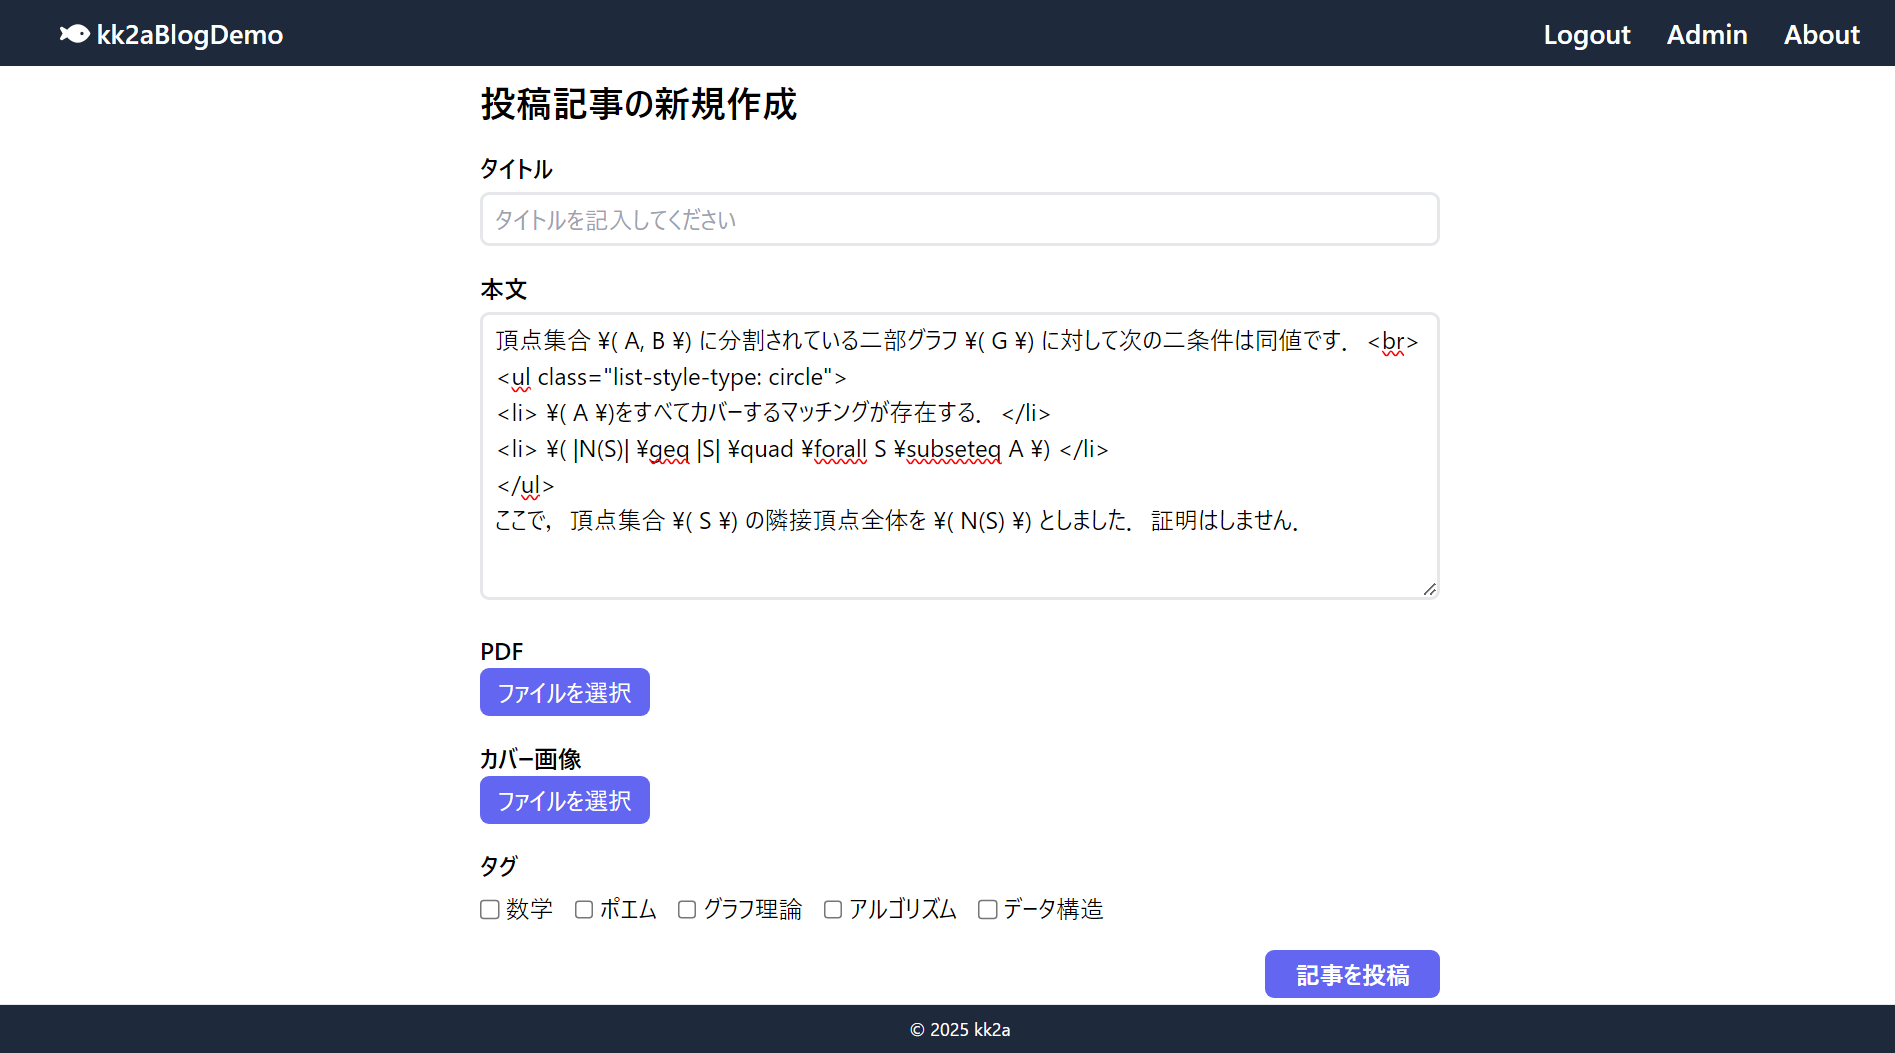 kk2aBlogDemo
Logout Admin About
投稿記事の新規作成
タイトル
タイトルを記入してください
本文
頂点集合 ¥( A, B ¥) に分割されている二部グラフ ¥( G ¥) に対して次の二条件は同値です． <br>
<ul class="list-style-type: circle">
<li> ¥( A ¥)をすべてカバーするマッチングが存在する． </li>
<li> ¥( |N(S)| ¥geq |S| ¥quad ¥forall S ¥subseteq A ¥) </li>
</ul>
ここで， 頂点集合 ¥( S ¥) の隣接頂点全体を ¥( N(S) ¥) としました． 証明はしません．
PDF
ファイルを選択
カバー画像
ファイルを選択
タグ
数学 ポエム グラフ理論 アルゴリズム データ構造
記事を投稿
© 2025 kk2a